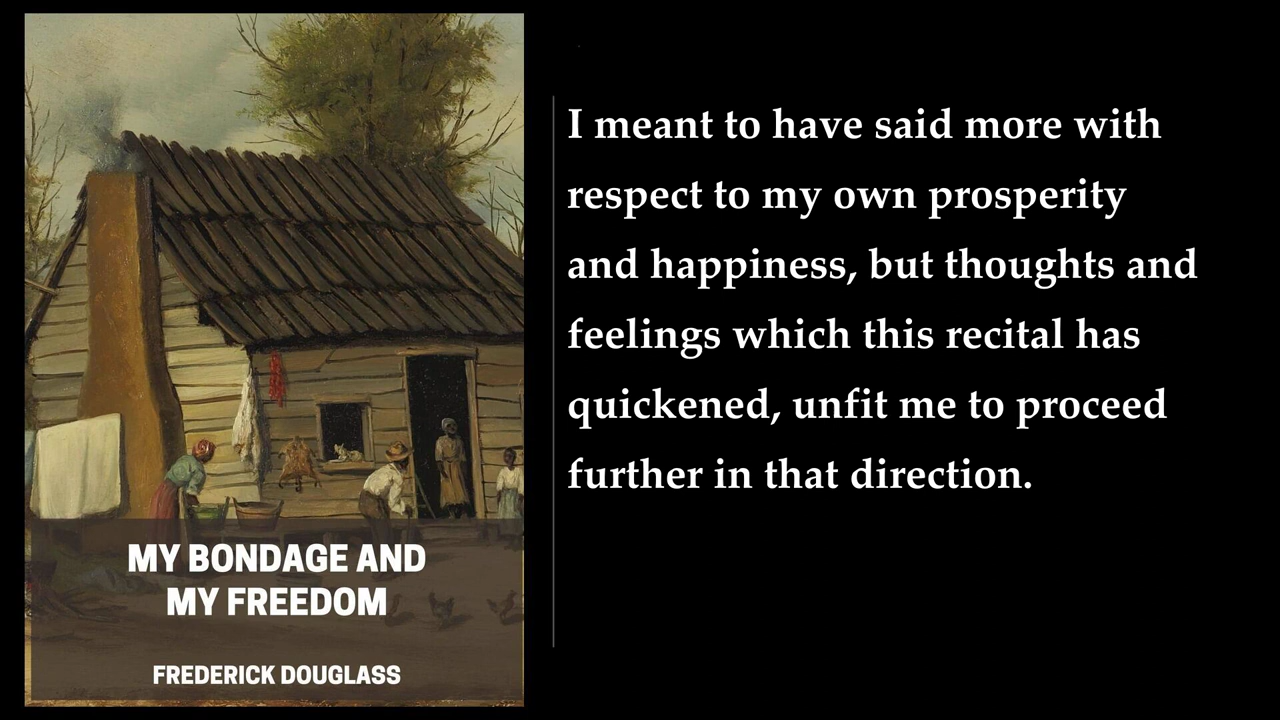 MY BONDAGE AND
MY FREEDOM
FREDERICK DOUGLASS
I meant to have said more with
respect to my own prosperity
and happiness, but thoughts and
feelings which this recital has
quickened, unfit me to proceed
further in that direction.